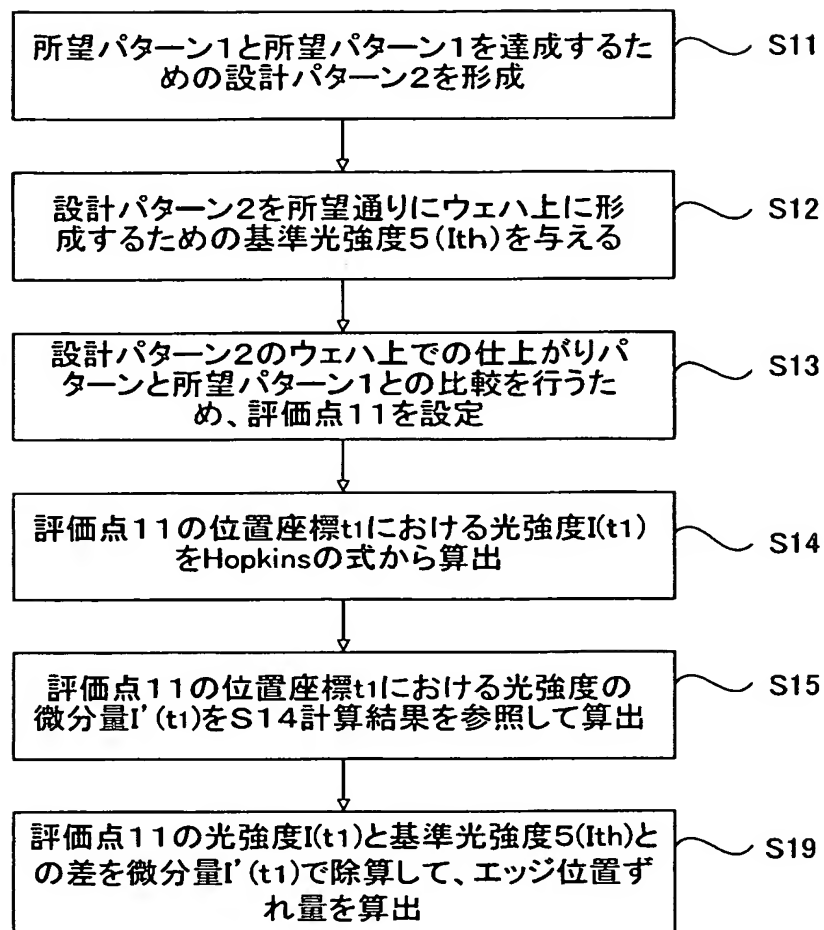 所望パターン1と所望パターン1を達成するた
めの設計パターン2を形成
S11
設計パターン2を所望通りにウェハ上に形
成するための基準光強度5(Ith)を与える
S12
設計パターン2のウェハ上での仕上がりパ
ターンと所望パターン1との比較を行うた
め、評価点11を設定
S13
評価点11の位置座標t1における光強度I(t1)
をHopkinsの式から算出
S14
評価点11の位置座標t1における光強度の
微分量I'(t1)をS14計算結果を参照して算出
S15
評価点11の光強度I(t1)と基準光強度5(Ith)と
の差を微分量I'(t1)で除算して、エッジ位置ず
れ量を算出
S19